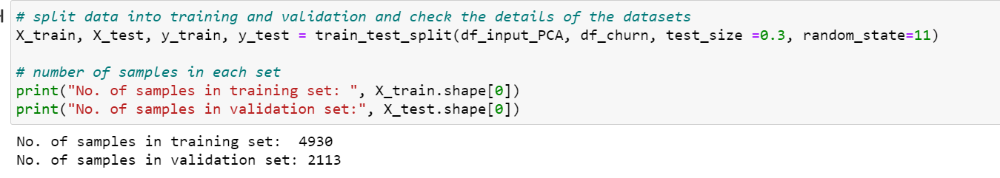 # split data into training and validation and check the details of the datasets
X_train, X_test, y_train, y_test = train_test_split(df_input_PCA, df_churn, test_size =0.3, random_state=11)
# number of samples in each set
print("No. of samples in training set: ", X_train.shape[0])
print("No. of samples in validation set:", X_test.shape[0])
No. of samples in training set:  4930
No. of samples in validation set: 2113